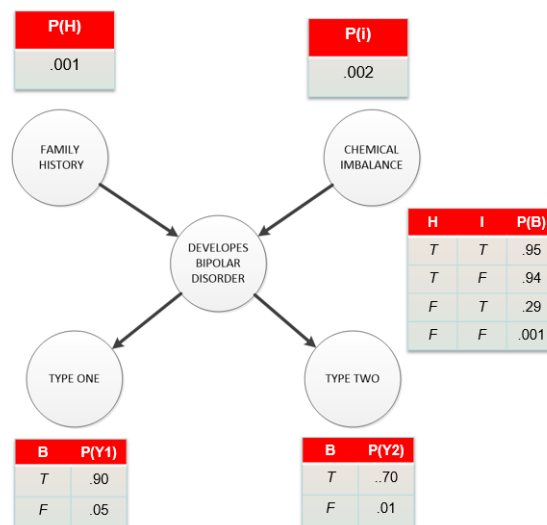 P(H)
.001
P(i)
.002
FAMILY
HISTORY
CHEMICAL
IMBALANCE
DEVELOPES
BIPOLAR
DISORDER
H I P(B)
T T .95
T F .94
F T .29
F F .001
TYPE ONE
TYPE TWO
B P(Y1)
T .90
F .05
B P(Y2)
T ..70
F .01